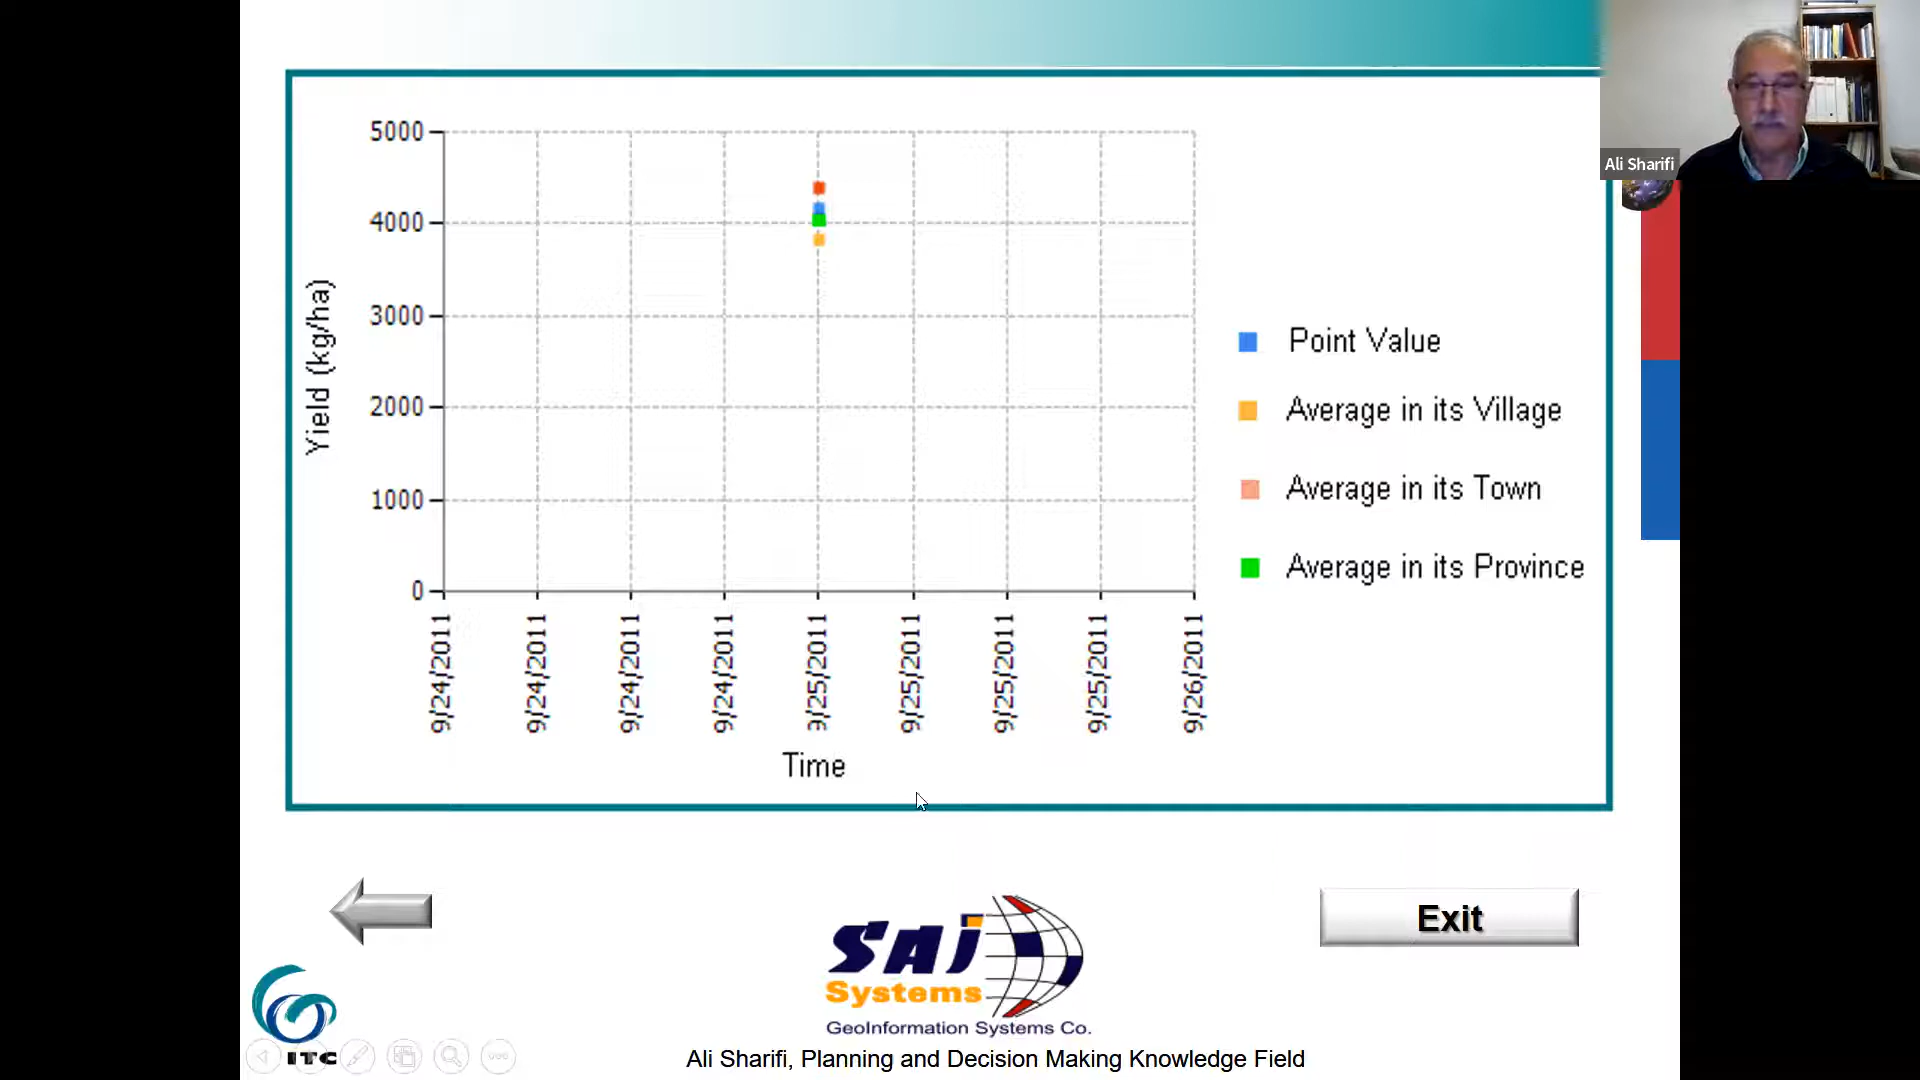 Ali Sharifi
5000
4000
3000
2000
1000
0
Yield (kg/ha)
9/24/2011
9/24/2011
9/24/2011
9/24/2011
9/25/2011
9/25/2011
9/25/2011
9/25/2011
9/26/2011
Time
Point Value
Average in its Village
Average in its Town
Average in its Province
Exit
SAJ
Systems
GeoInformation Systems Co.
ITC
Ali Sharifi, Planning and Decision Making Knowledge Field